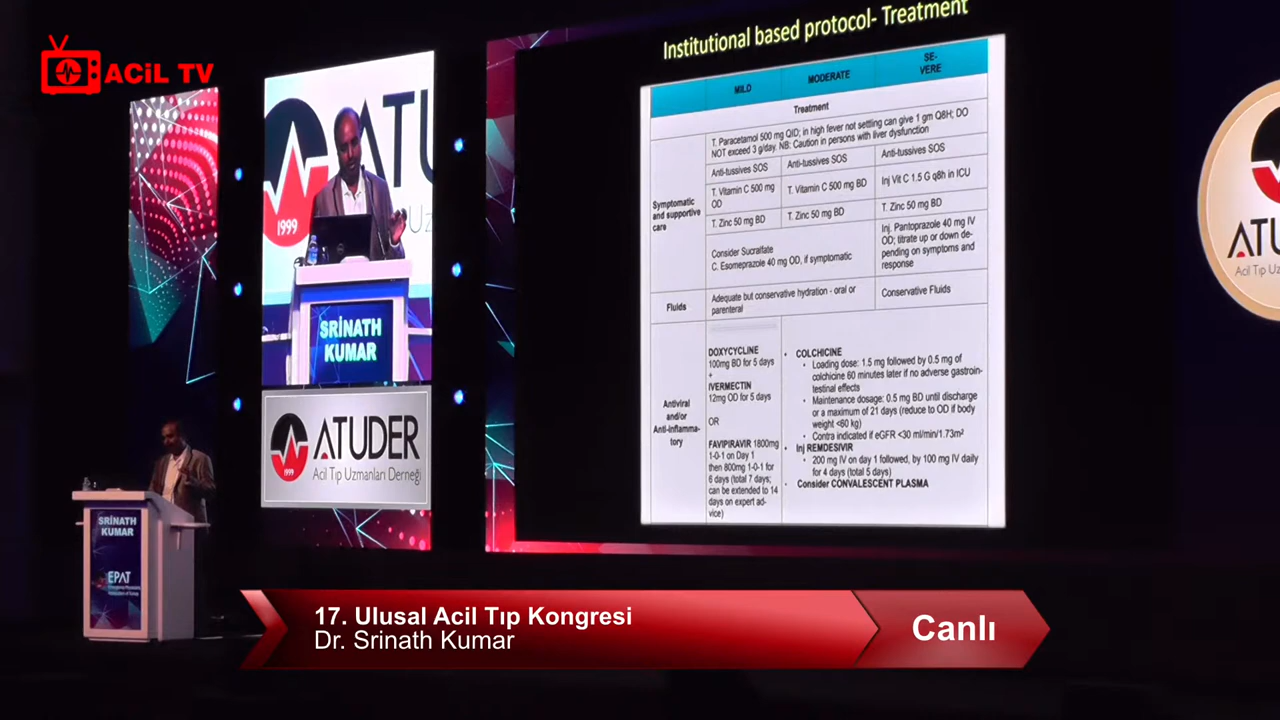 ACiL TV
Institutional based protocol- Treatment
MILD
MODERATE
SE-
VERE
Treatment
Symptomatic
and supportive
care
T. Paracetamol 500 mg QID; in high fever not settling can give 1 gm Q8H; DO
NOT exceed 3 g/day. NB: Caution in persons with liver dysfunction
Anti-tussives SOS
Anti-tussives SOS
Anti-tussives SOS
T. Vitamin C 500 mg
OD
T. Vitamin C 500 mg BD
Inj Vit C 1.5 G q8h in ICU
T. Zinc 50 mg BD
T. Zinc 50 mg BD
T. Zinc 50 mg BD
Consider Sucralfate
C. Esomeprazole 40 mg OD, if symptomatic
Inj. Pantoprazole 40 mg IV
OD; titrate up or down de-
pending on symptoms and
response
Fluids
Adequate but conservative hydration - oral or
parenteral
Conservative Fluids
Antiviral
and/or
Anti-inflamma-
tory
DOXYCYCLINE
100mg BD for 5 days
+
IVERMECTIN
12mg OD for 5 days
OR
FAVIPIRAVIR 1800mg
1-0-1 on Day 1
then 800mg 1-0-1 for
6 days (total 7 days;
can be extended to 14
days on expert ad-
vice)
• COLCHICINE
• Loading dose: 1.5 mg followed by 0.5 mg of
colchicine 60 minutes later if no adverse gastroin-
testinal effects
• Maintenance dosage: 0.5 mg BD until discharge
or a maximum of 21 days (reduce to OD if body
weight <60 kg)
• Contra indicated if eGFR <30 ml/min/1.73m²
• Inj REMDESIVIR
• 200 mg IV on day 1 followed, by 100 mg IV daily
for 4 days (total 5 days)
• Consider CONVALESCENT PLASMA
ATU
1999
SRİNATH
KUMAR
ATUDER
1999
Acil Tıp Uzmanları Derneği
SRİNATH
KUMAR
EPAT
ATU
Acil Tıp Uz
17. Ulusal Acil Tıp Kongresi
Dr. Srinath Kumar
Canlı